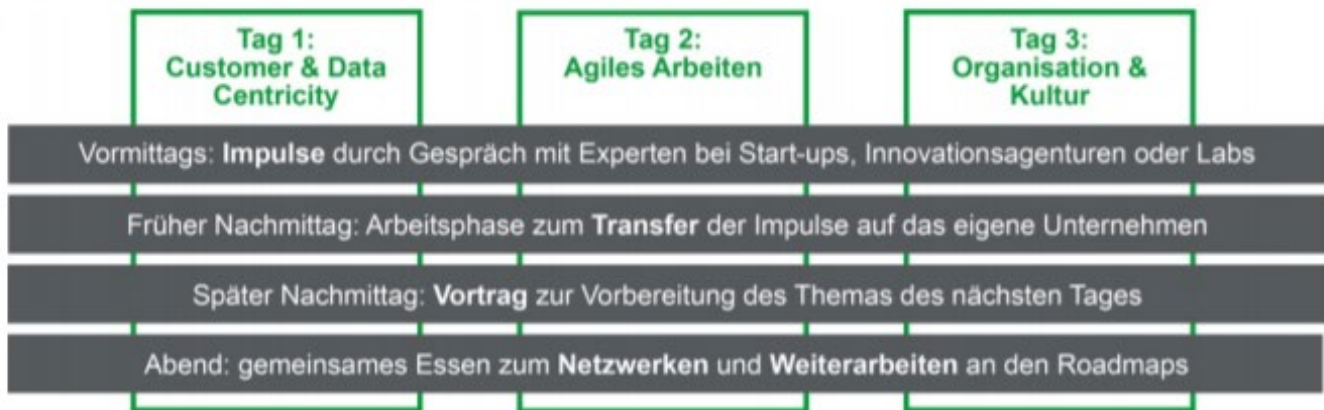 Tag 1:
Customer & Data
Centricity
Tag 2:
Agiles Arbeiten
Tag 3:
Organisation &
Kultur
Vormittags: Impulse durch Gespräch mit Experten bei Start-ups, Innovationsagenturen oder Labs
Früher Nachmittag: Arbeitsphase zum Transfer der Impulse auf das eigene Unternehmen
Später Nachmittag: Vortrag zur Vorbereitung des Themas des nächsten Tages
Abend: gemeinsames Essen zum Netzwerken und Weiterarbeiten an den Roadmaps